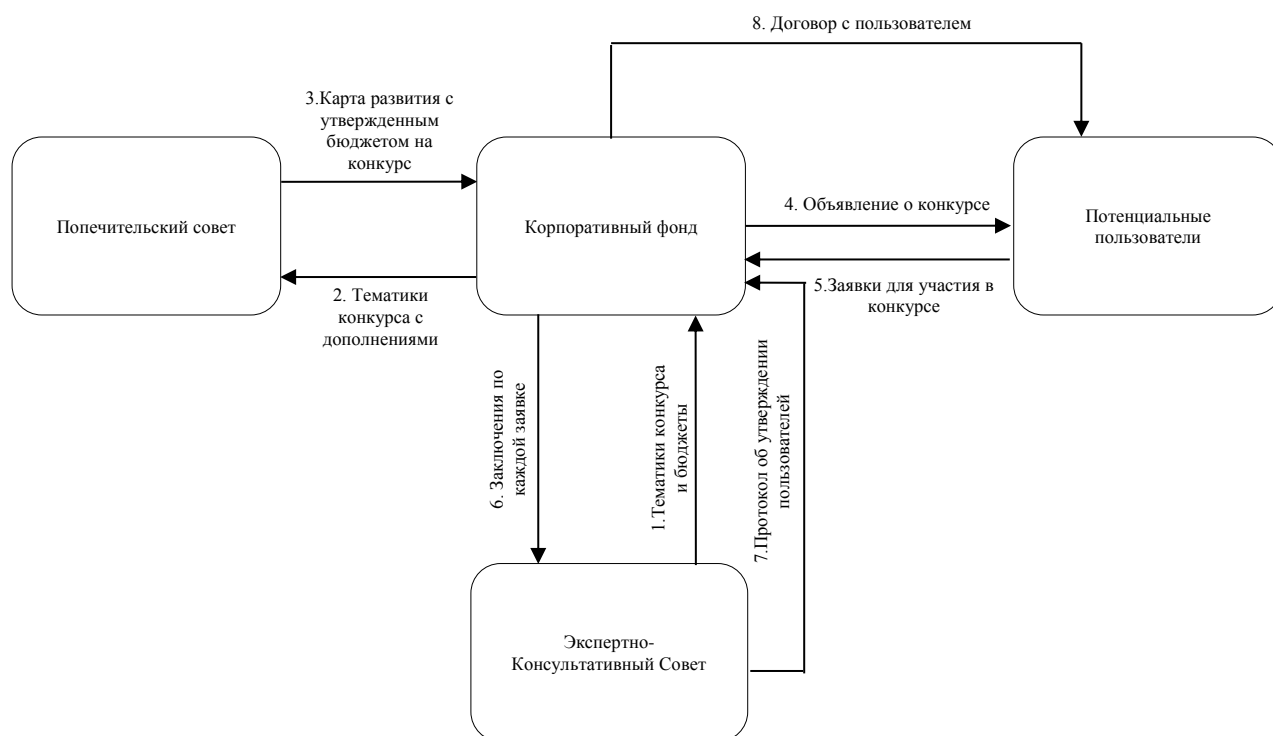 8. Договор с пользователем
3.Карта развития с
утвержденным
бюджетом на
конкурс
Попечительский совет
Корпоративный фонд
4. Объявление о конкурсе
Потенциальные
пользователи
2. Тематики
конкурса с
дополнениями
5.Заявки для участия в
конкурсе
6. Заключения по
каждой заявке
1.Тематики конкурса
и бюджеты
7.Протокол об утверждении
пользователей
Экспертно-
Консультативный Совет